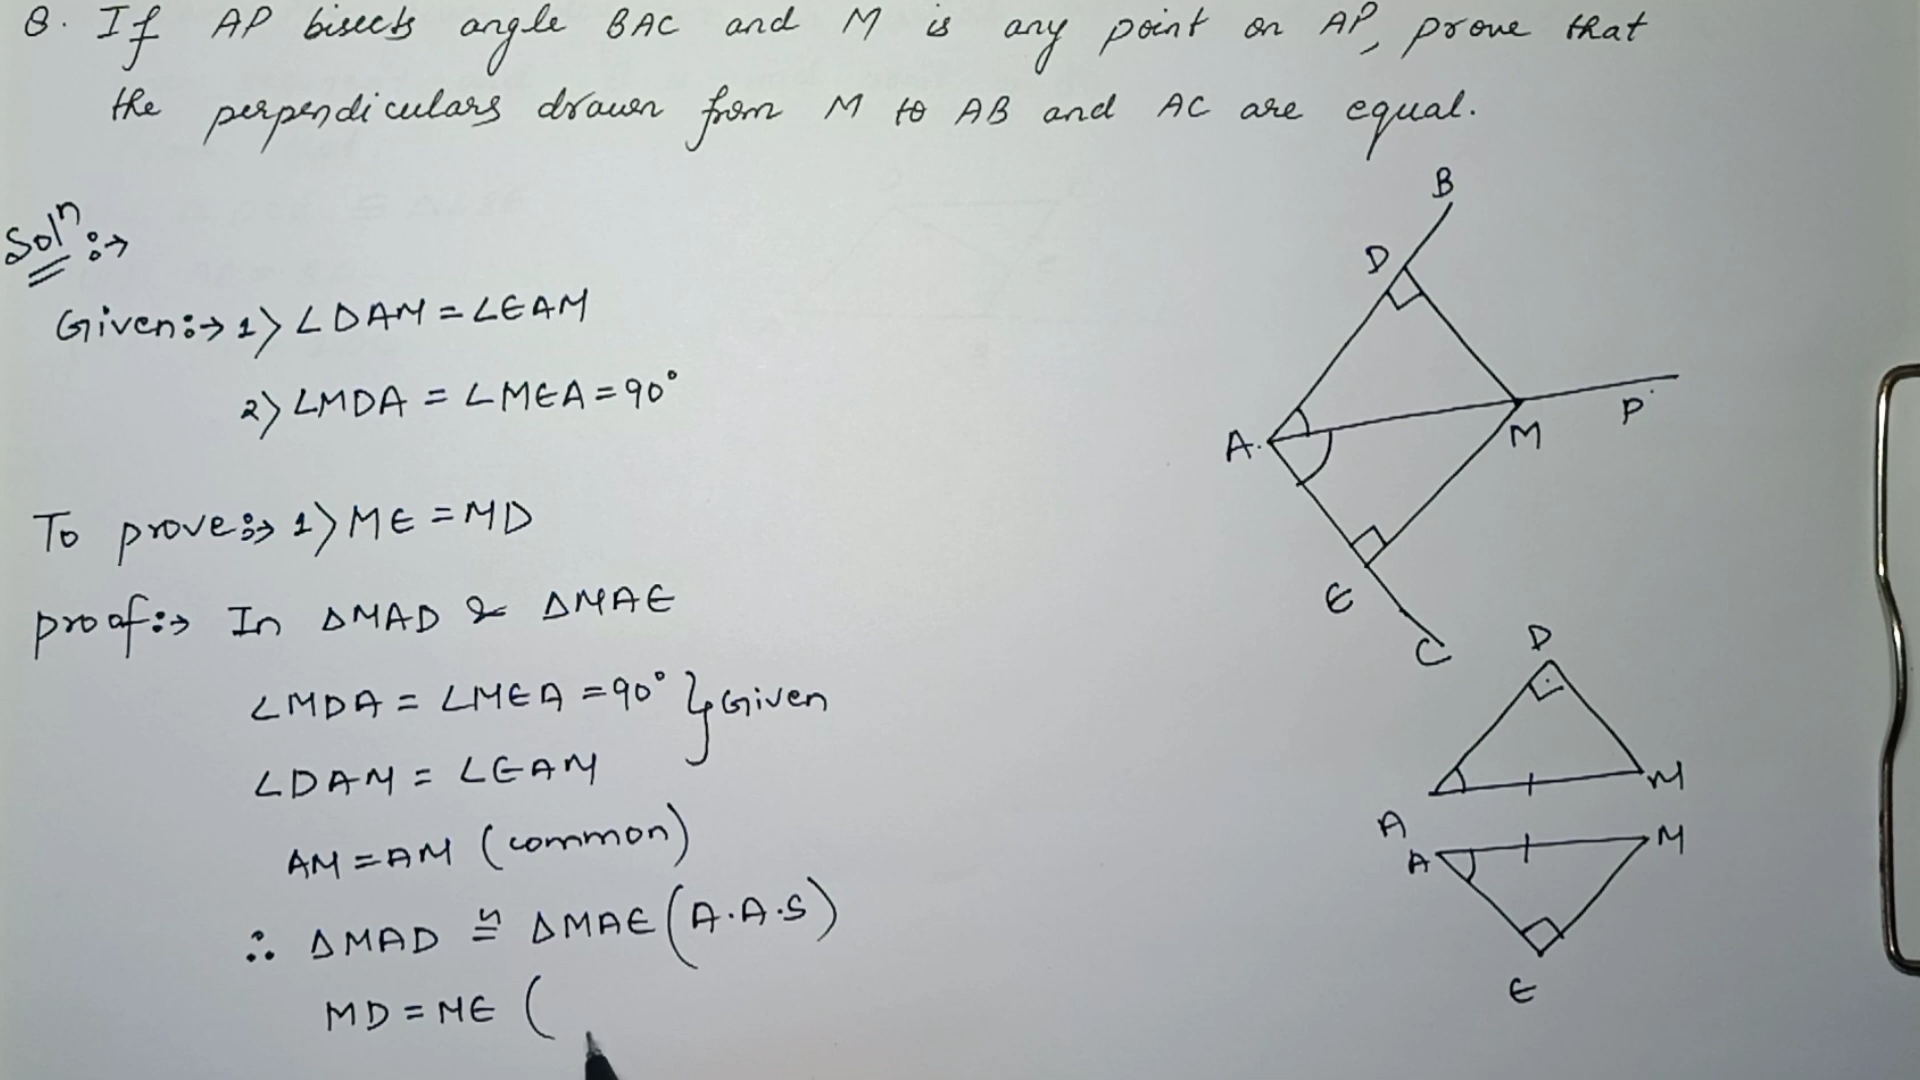 Q. If AP bisects angle BAC and M is any point on AP, prove that
the perpendiculars drawn from M to AB and AC are equal.
Solⁿ:→
Given:→ 1) ∠DAM = ∠EAM
2) ∠MDA = ∠MEA = 90°
To prove:→ 1) ME = MD
proof:→ In ΔMAD & ΔMAE
∠MDA = ∠MEA = 90° } Given
∠DAM = ∠EAM
AM = AM (common)
∴ ΔMAD ≅ ΔMAE (A.A.S)
MD = ME (
B
D
A.
M
P
E
C
D
A
M
A
M
E